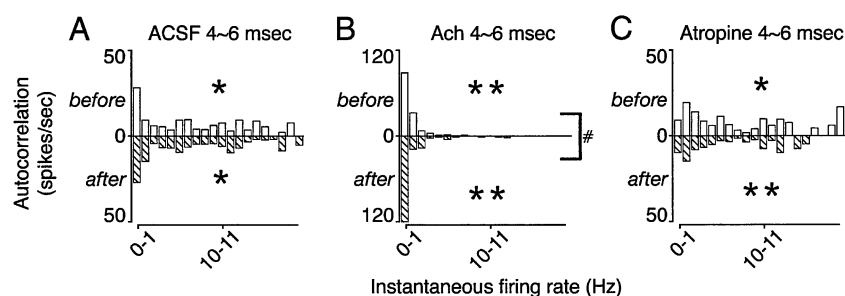 A ACSF 4~6 msec
B Ach 4~6 msec
C Atropine 4~6 msec
Autocorrelation
(spikes/sec)
50 before 0 after 50
* *
0-1 10-11
120 0 120
** **
#
0-1 10-11
50 before 0 after 50
* **
0-1 10-11
before 0 after
Instantaneous firing rate (Hz)